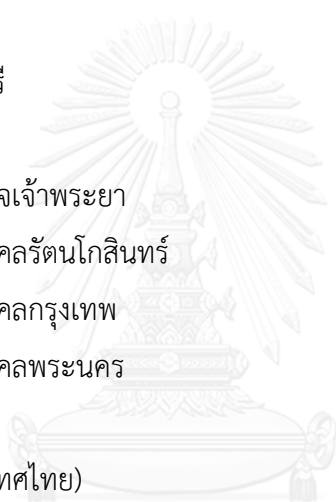 รี
จเจ้าพระยา
คลรัตนโกสินทร์
คลกรุงเทพ
คลพระนคร
ทศไทย)